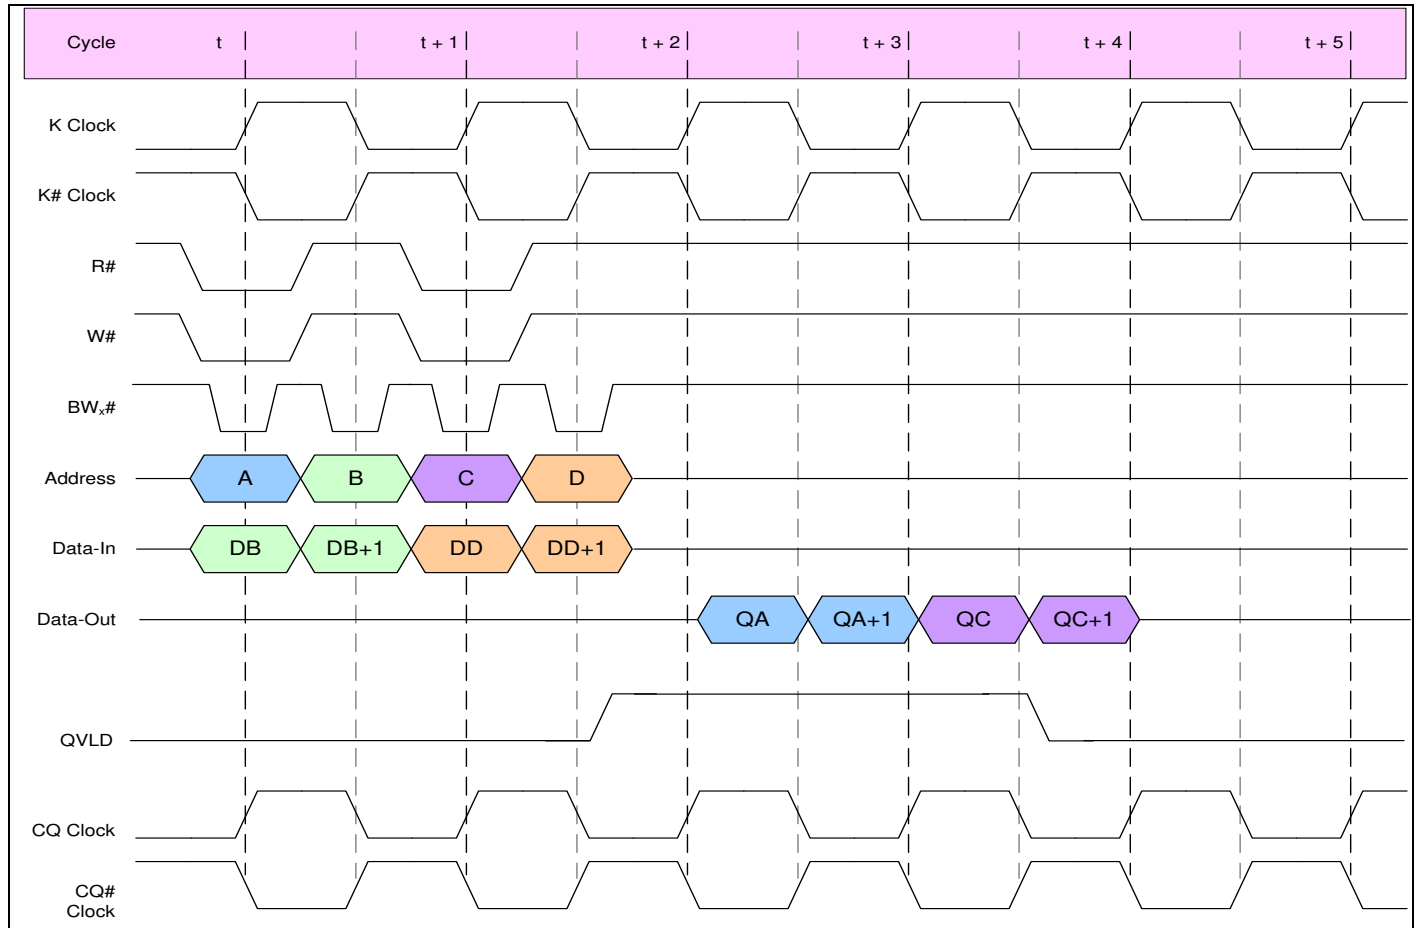 Cycle t t + 1 t + 2 t + 3 t + 4 t + 5
K Clock
K# Clock
R#
W#
BWₓ#
Address A B C D
Data-In DB DB+1 DD DD+1
Data-Out QA QA+1 QC QC+1
QVLD
CQ Clock
CQ#
Clock